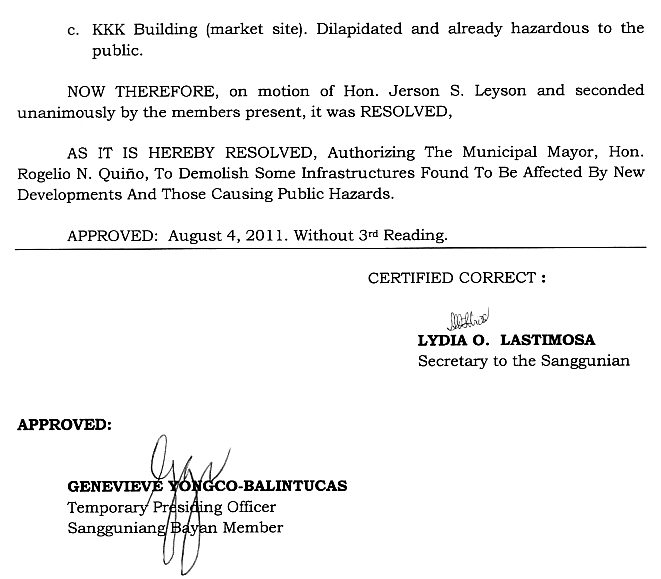 c. KKK Building (market site). Dilapidated and already hazardous to the
public.
NOW THEREFORE, on motion of Hon. Jerson S. Leyson and seconded
unanimously by the members present, it was RESOLVED,
AS IT IS HEREBY RESOLVED, Authorizing The Municipal Mayor, Hon.
Rogelio N. Quiño, To Demolish Some Infrastructures Found To Be Affected By New
Developments And Those Causing Public Hazards.
APPROVED: August 4, 2011. Without 3rd Reading.
CERTIFIED CORRECT :
LYDIA O. LASTIMOSA
Secretary to the Sanggunian
APPROVED:
GENEVIEVE YONGCO-BALINTUCAS
Temporary Presiding Officer
Sangguniang Bayan Member